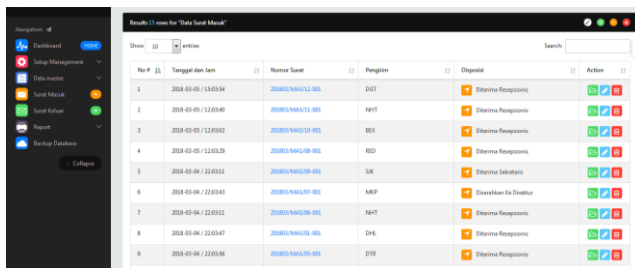 Navigation
Dashboard HOME
Setup Management
Data master
Surat Masuk
Surat Keluar
Report
Backup Database
< Collapse
Results 15 rows for "Data Surat Masuk"
Show 10 entries
Search:
No # Tanggal dan Jam Nomor Surat Pengirim Disposisi Action
1 2018-03-05 / 15:03:54 201803/MAS/12-001 DGT Diterima Resepsionis
2 2018-03-05 / 12:03:40 201803/MAS/11-001 NHT Diterima Resepsionis
3 2018-03-05 / 12:03:02 201803/MAS/10-001 BEX Diterima Resepsionis
4 2018-03-05 / 12:03:29 201803/MAS/08-001 RED Diterima Resepsionis
5 2018-03-04 / 22:03:11 201803/MAS/09-001 SJK Diterima Sekretaris
6 2018-03-04 / 22:03:43 201803/MAS/07-001 MKP Disarahkan Ke Direktur
7 2018-03-04 / 22:03:11 201803/MAS/06-001 NHT Diterima Resepsionis
8 2018-03-04 / 22:03:47 201803/MAS/01-001 DHL Diterima Resepsionis
9 2018-03-04 / 22:03:36 201803/MAS/05-001 DTR Diterima Resepsionis